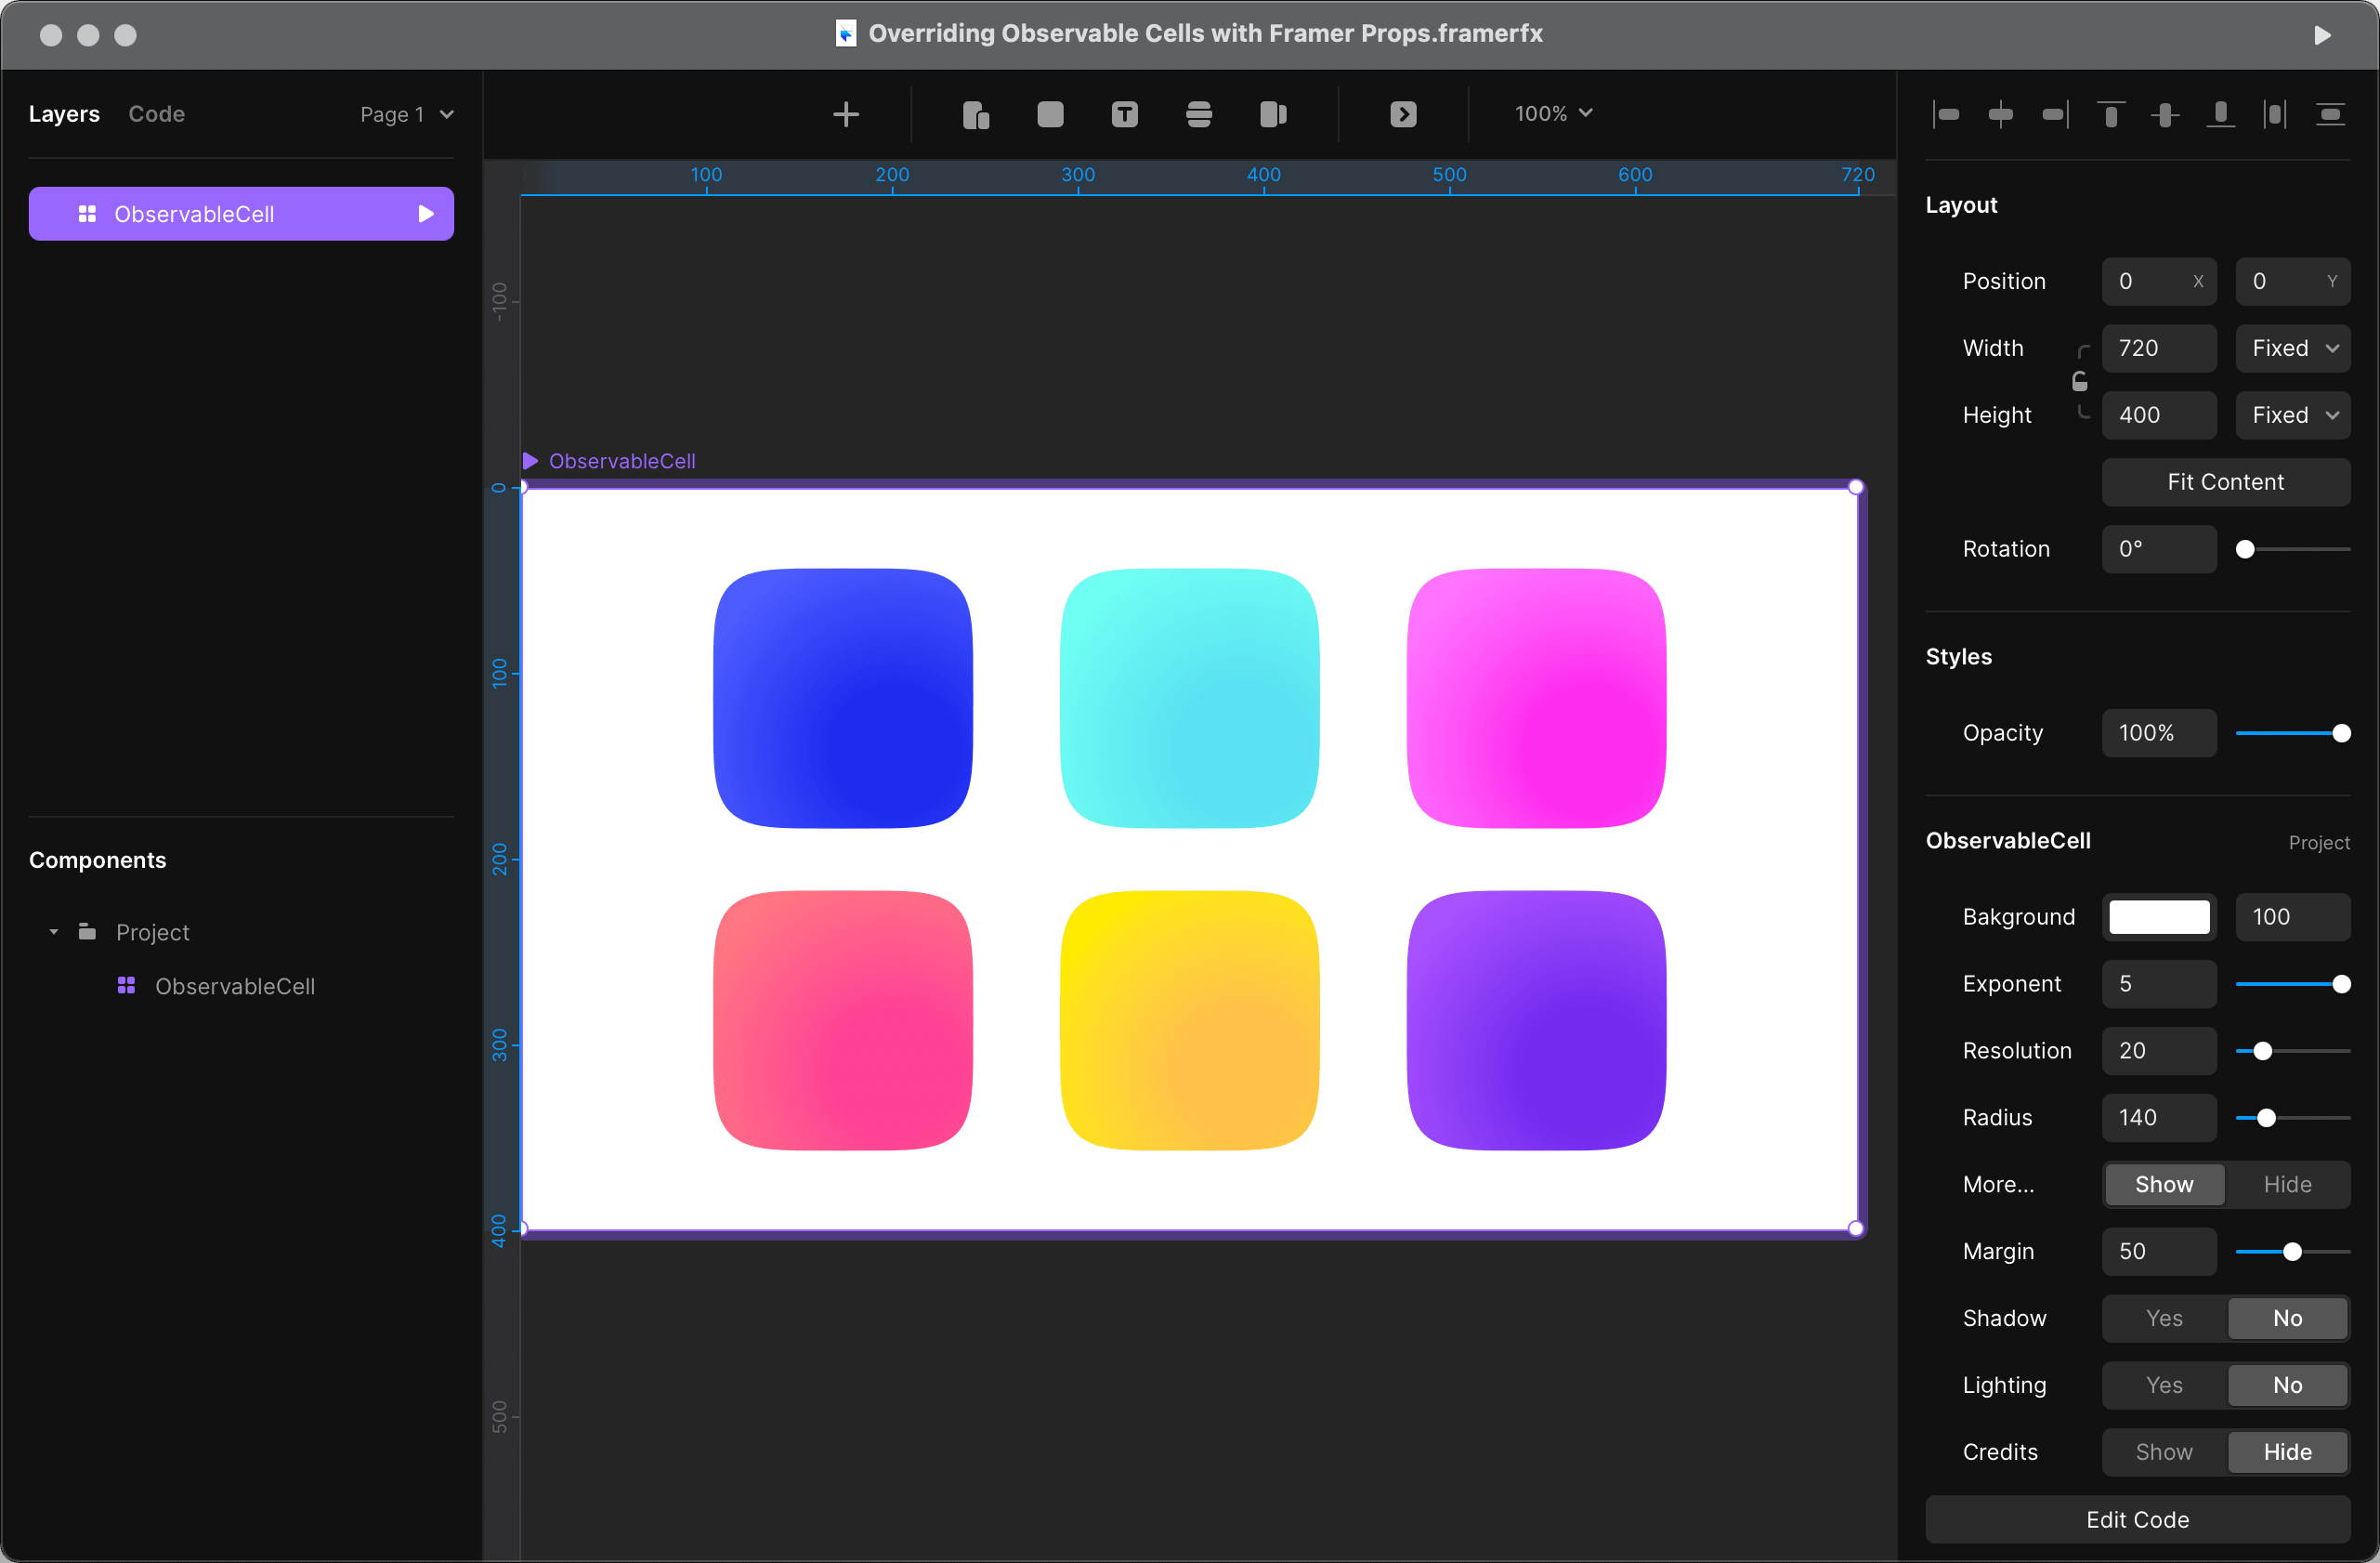 Overriding Observable Cells with Framer Props.framerfx
Layers Code Page 1
100%
ObservableCell
100 200 300 400 500 600 720
-100
0
100
200
300
400
500
ObservableCell
Components
Project
ObservableCell
Layout
Position 0 X 0 Y
Width 720 Fixed
Height 400 Fixed
Fit Content
Rotation 0°
Styles
Opacity 100%
ObservableCell Project
Bakground 100
Exponent 5
Resolution 20
Radius 140
More... Show Hide
Margin 50
Shadow Yes No
Lighting Yes No
Credits Show Hide
Edit Code